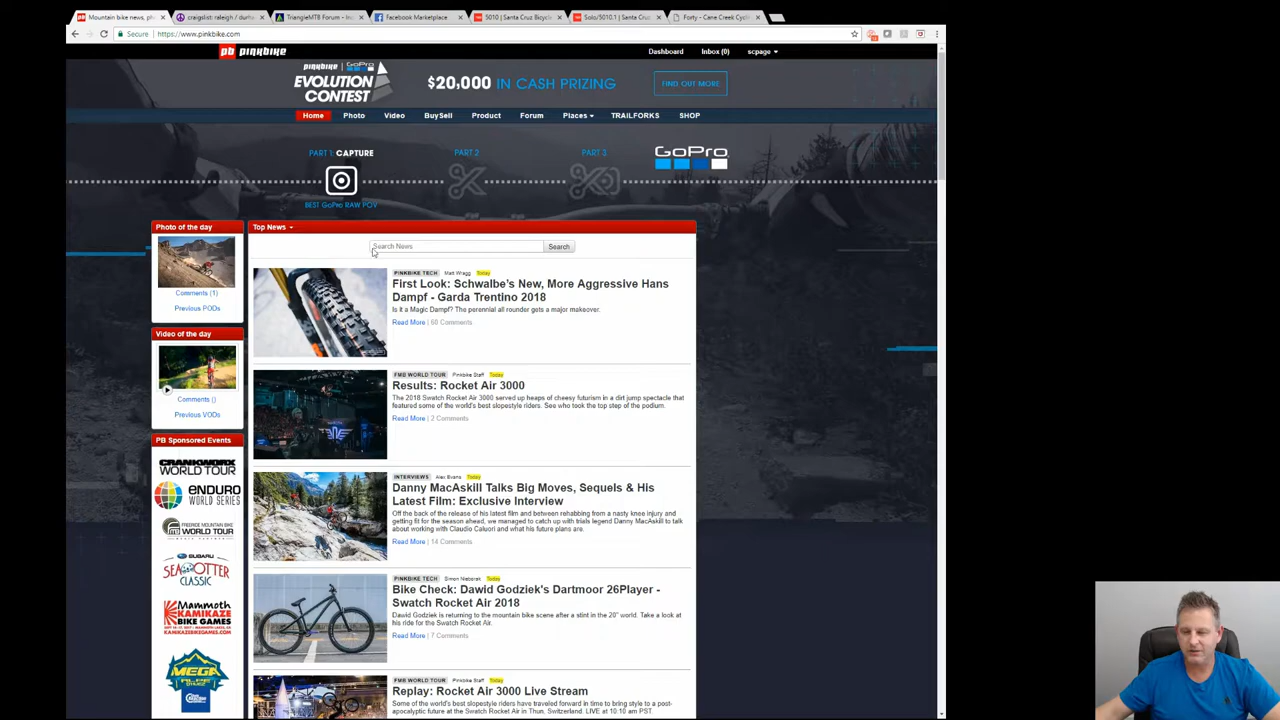 Mountain bike news, ph
craigslist: raleigh / durha
TriangleMTB Forum - In
Facebook Marketplace
5010 | Santa Cruz Bicycl
Solo/5010.1 | Santa Cruz
Forty - Cane Creek Cycli
Secure | https://www.pinkbike.com
pb pinkbike
Dashboard Inbox (0) scpage
pinkbike | GoPro
EVOLUTION CONTEST
$20,000 IN CASH PRIZING
FIND OUT MORE
Home Photo Video BuySell Product Forum Places TRAILFORKS SHOP
PART 1: CAPTURE
PART 2
PART 3
GoPro
BEST GoPro RAW POV
Photo of the day
Comments (1)
Previous PODs
Video of the day
Comments ()
Previous VODs
PB Sponsored Events
CRANKWORX
WORLD TOUR
ENDURO
WORLD SERIES
FREERIDE MOUNTAIN BIKE
WORLD TOUR
SUBARU
SEA OTTER
CLASSIC
Mammoth
KAMIKAZE
BIKE GAMES
KAMIKAZEBIKEGAMES.COM
MEGA
Top News
Search News
Search
PINKBIKE TECH Matt Wragg Today
First Look: Schwalbe's New, More Aggressive Hans
Dampf - Garda Trentino 2018
Is it a Magic Dampf? The perennial all rounder gets a major makeover.
Read More | 68 Comments
FMB WORLD TOUR Pinkbike Staff Today
Results: Rocket Air 3000
The 2018 Swatch Rocket Air 3000 served up heaps of cheesy futurism in a dirt jump spectacle that
featured some of the world's best slopestyle riders. See who took the top step of the podium.
Read More | 2 Comments
INTERVIEWS Alex Evans Today
Danny MacAskill Talks Big Moves, Sequels & His
Latest Film: Exclusive Interview
Off the back of the release of his latest film and between rehabbing from a nasty knee injury and
getting fit for the season ahead, we managed to catch up with trials legend Danny MacAskill to talk
about working with Claudio Caluori and what his future plans are.
Read More | 14 Comments
PINKBIKE TECH Simon Nieborak Today
Bike Check: Dawid Godziek's Dartmoor 26Player -
Swatch Rocket Air 2018
Dawid Godziek is returning to the mountain bike scene after a stint in the 20" world. Take a look at
his ride for the Swatch Rocket Air.
Read More | 7 Comments
FMB WORLD TOUR Pinkbike Staff Today
Replay: Rocket Air 3000 Live Stream
Some of the world's best slopestyle riders have traveled forward in time to bring style to a post-
apocalyptic future at the Swatch Rocket Air in Thun, Switzerland. LIVE at 10:10 am PST.